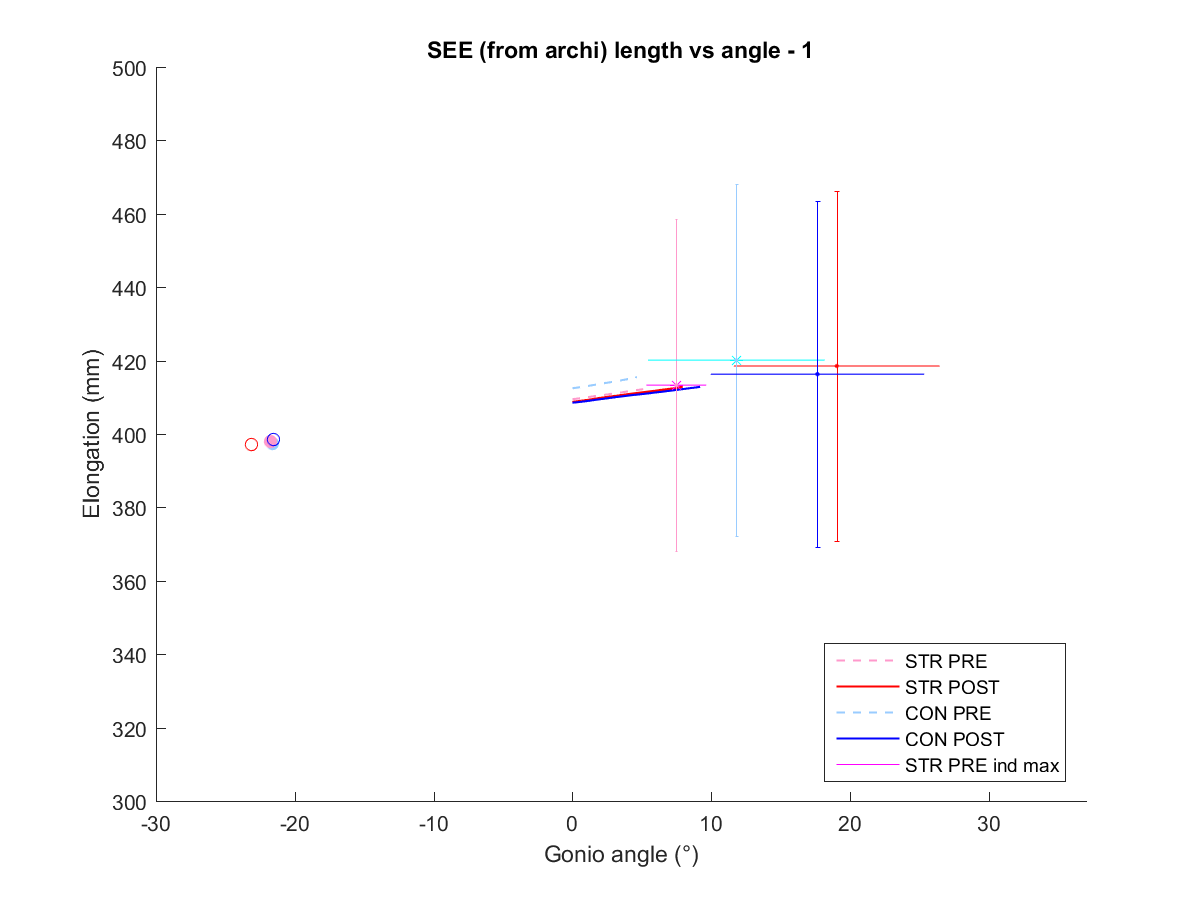 SEE (from archi) length vs angle - 1
500
480
460
440
420
400
380
360
340
320
300
Elongation (mm)
-30
-20
-10
0
10
20
30
Gonio angle (°)
STR PRE
STR POST
CON PRE
CON POST
STR PRE ind max